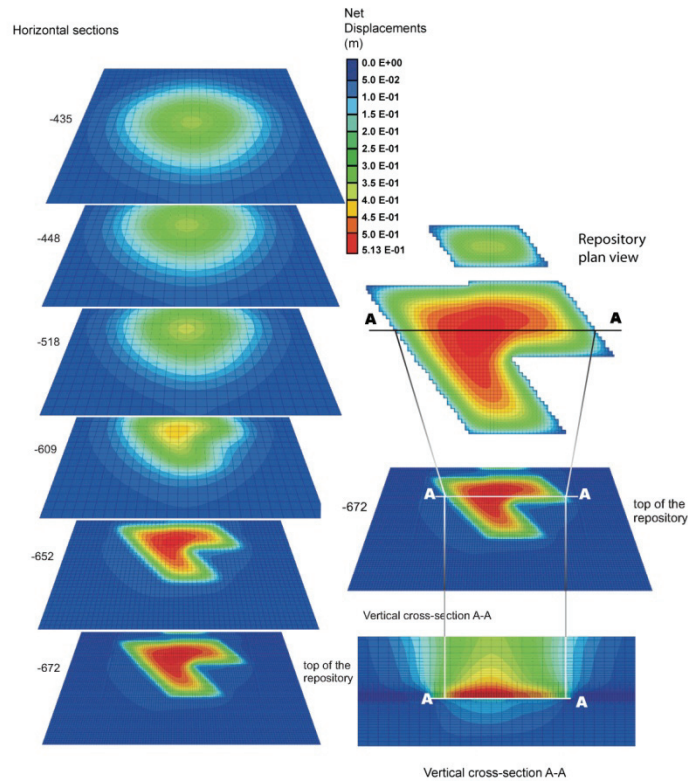 Horizontal sections
Net
Displacements
(m)
0.0 E+00
5.0 E-02
1.0 E-01
1.5 E-01
2.0 E-01
2.5 E-01
3.0 E-01
3.5 E-01
4.5 E-01
5.0 E-01
5.13 E-01
-435
-448
-518
-609
-652
-672
top of the
repository
Repository
plan view
A
A
-672
A
A
top of the
repository
Vertical cross-section A-A
A
A
Vertical cross-section A-A